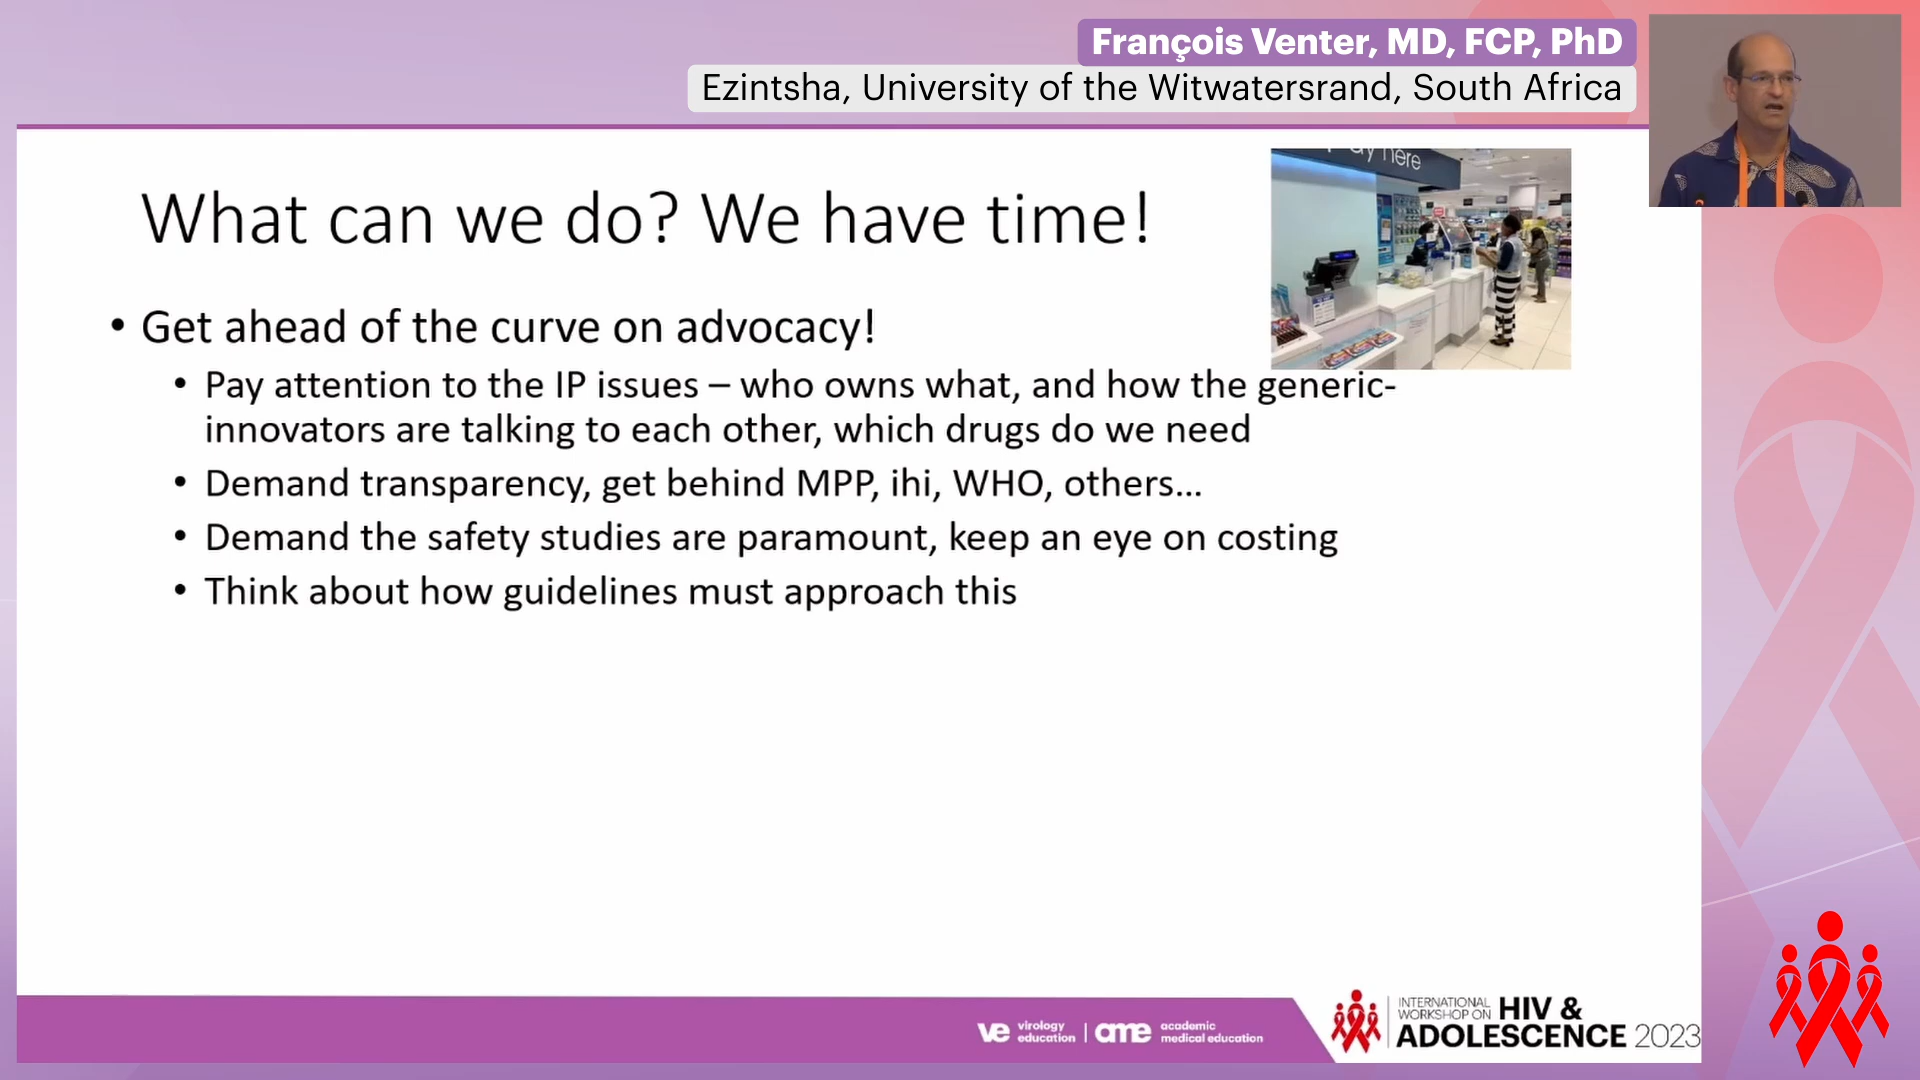 François Venter, MD, FCP, PhD
Ezintsha, University of the Witwatersrand, South Africa
What can we do? We have time!
• Get ahead of the curve on advocacy!
• Pay attention to the IP issues – who owns what, and how the generic-
innovators are talking to each other, which drugs do we need
• Demand transparency, get behind MPP, ihi, WHO, others...
• Demand the safety studies are paramount, keep an eye on costing
• Think about how guidelines must approach this
here
ve virology
education | ame academic
medical education
INTERNATIONAL
WORKSHOP ON HIV &
ADOLESCENCE 2023